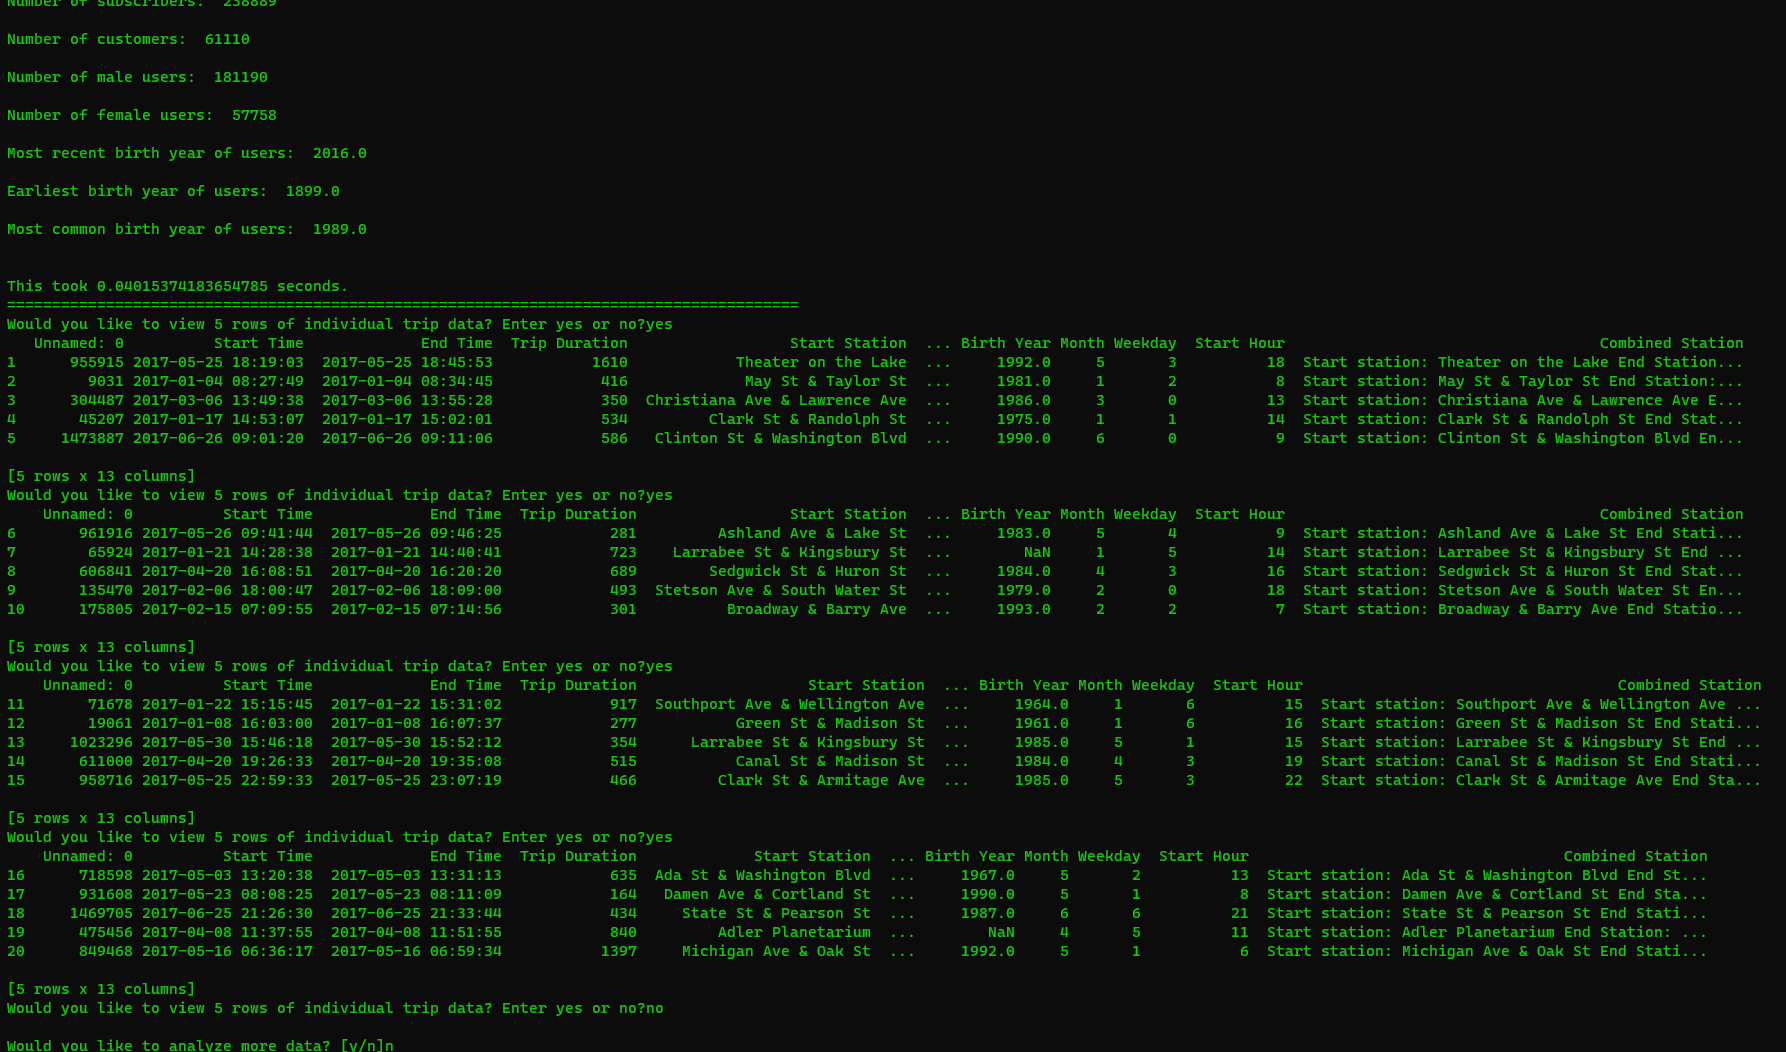 Number of subscribers:  238889
Number of customers:  61110
Number of male users:  181190
Number of female users:  57758
Most recent birth year of users:  2016.0
Earliest birth year of users:  1899.0
Most common birth year of users:  1989.0
This took 0.04015374183654785 seconds.
========================================================================================
Would you like to view 5 rows of individual trip data? Enter yes or no?yes
Unnamed: 0 Start Time End Time Trip Duration Start Station ... Birth Year Month Weekday Start Hour Combined Station
1 955915 2017-05-25 18:19:03 2017-05-25 18:45:53 1610 Theater on the Lake ... 1992.0 5 3 18 Start station: Theater on the Lake End Station...
2 9031 2017-01-04 08:27:49 2017-01-04 08:34:45 416 May St & Taylor St ... 1981.0 1 2 8 Start station: May St & Taylor St End Station:...
3 304487 2017-03-06 13:49:38 2017-03-06 13:55:28 350 Christiana Ave & Lawrence Ave ... 1986.0 3 0 13 Start station: Christiana Ave & Lawrence Ave E...
4 45207 2017-01-17 14:53:07 2017-01-17 15:02:01 534 Clark St & Randolph St ... 1975.0 1 1 14 Start station: Clark St & Randolph St End Stat...
5 1473887 2017-06-26 09:01:20 2017-06-26 09:11:06 586 Clinton St & Washington Blvd ... 1990.0 6 0 9 Start station: Clinton St & Washington Blvd En...
[5 rows x 13 columns]
Would you like to view 5 rows of individual trip data? Enter yes or no?yes
Unnamed: 0 Start Time End Time Trip Duration Start Station ... Birth Year Month Weekday Start Hour Combined Station
6 961916 2017-05-26 09:41:44 2017-05-26 09:46:25 281 Ashland Ave & Lake St ... 1983.0 5 4 9 Start station: Ashland Ave & Lake St End Stati...
7 65924 2017-01-21 14:28:38 2017-01-21 14:40:41 723 Larrabee St & Kingsbury St ... NaN 1 5 14 Start station: Larrabee St & Kingsbury St End ...
8 606841 2017-04-20 16:08:51 2017-04-20 16:20:20 689 Sedgwick St & Huron St ... 1984.0 4 3 16 Start station: Sedgwick St & Huron St End Stat...
9 135470 2017-02-06 18:00:47 2017-02-06 18:09:00 493 Stetson Ave & South Water St ... 1979.0 2 0 18 Start station: Stetson Ave & South Water St En...
10 175805 2017-02-15 07:09:55 2017-02-15 07:14:56 301 Broadway & Barry Ave ... 1993.0 2 2 7 Start station: Broadway & Barry Ave End Statio...
[5 rows x 13 columns]
Would you like to view 5 rows of individual trip data? Enter yes or no?yes
Unnamed: 0 Start Time End Time Trip Duration Start Station ... Birth Year Month Weekday Start Hour Combined Station
11 71678 2017-01-22 15:15:45 2017-01-22 15:31:02 917 Southport Ave & Wellington Ave ... 1964.0 1 6 15 Start station: Southport Ave & Wellington Ave ...
12 19061 2017-01-08 16:03:00 2017-01-08 16:07:37 277 Green St & Madison St ... 1961.0 1 6 16 Start station: Green St & Madison St End Stati...
13 1023296 2017-05-30 15:46:18 2017-05-30 15:52:12 354 Larrabee St & Kingsbury St ... 1985.0 5 1 15 Start station: Larrabee St & Kingsbury St End ...
14 611000 2017-04-20 19:26:33 2017-04-20 19:35:08 515 Canal St & Madison St ... 1984.0 4 3 19 Start station: Canal St & Madison St End Stati...
15 958716 2017-05-25 22:59:33 2017-05-25 23:07:19 466 Clark St & Armitage Ave ... 1985.0 5 3 22 Start station: Clark St & Armitage Ave End Sta...
[5 rows x 13 columns]
Would you like to view 5 rows of individual trip data? Enter yes or no?yes
Unnamed: 0 Start Time End Time Trip Duration Start Station ... Birth Year Month Weekday Start Hour Combined Station
16 718598 2017-05-03 13:20:38 2017-05-03 13:31:13 635 Ada St & Washington Blvd ... 1967.0 5 2 13 Start station: Ada St & Washington Blvd End St...
17 931608 2017-05-23 08:08:25 2017-05-23 08:11:09 164 Damen Ave & Cortland St ... 1990.0 5 1 8 Start station: Damen Ave & Cortland St End Sta...
18 1469705 2017-06-25 21:26:30 2017-06-25 21:33:44 434 State St & Pearson St ... 1987.0 6 6 21 Start station: State St & Pearson St End Stati...
19 475456 2017-04-08 11:37:55 2017-04-08 11:51:55 840 Adler Planetarium ... NaN 4 5 11 Start station: Adler Planetarium End Station: ...
20 849468 2017-05-16 06:36:17 2017-05-16 06:59:34 1397 Michigan Ave & Oak St ... 1992.0 5 1 6 Start station: Michigan Ave & Oak St End Stati...
[5 rows x 13 columns]
Would you like to view 5 rows of individual trip data? Enter yes or no?no
Would you like to analyze more data? [y/n]n